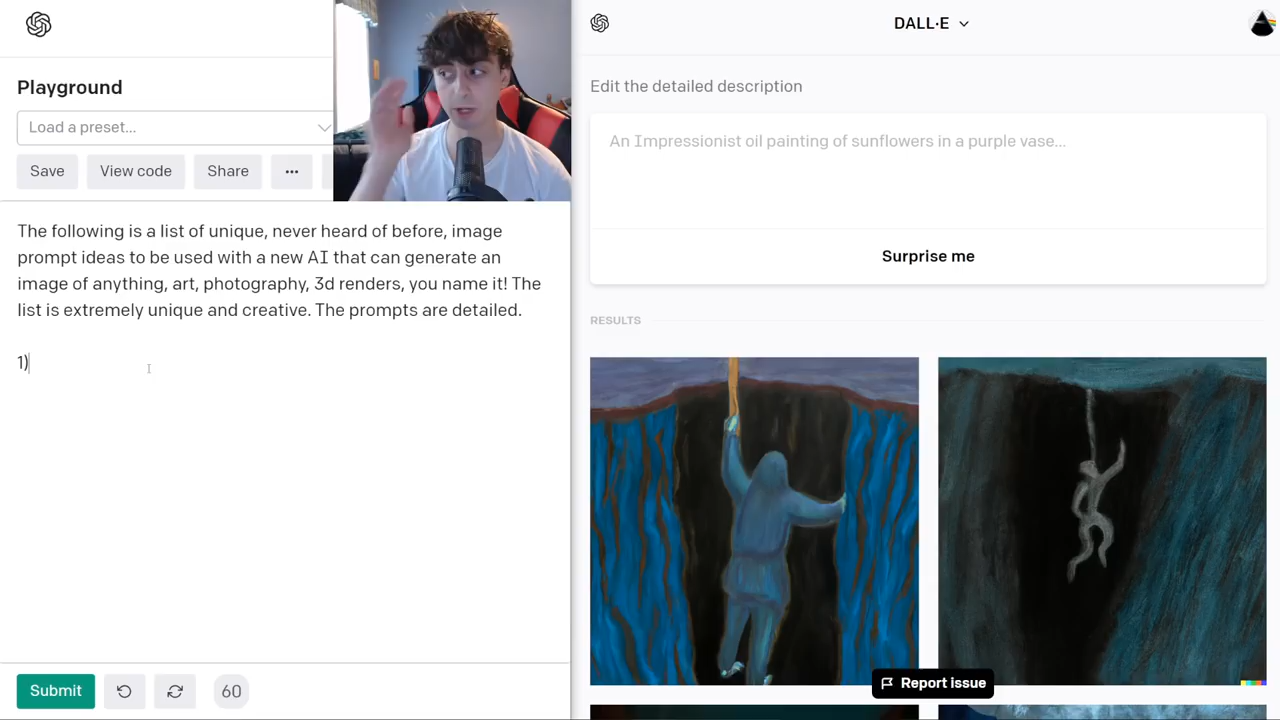 Playground
Load a preset...
Save
View code
Share
...
The following is a list of unique, never heard of before, image
prompt ideas to be used with a new AI that can generate an
image of anything, art, photography, 3d renders, you name it! The
list is extremely unique and creative. The prompts are detailed.
1)
Submit
60
DALL·E
Edit the detailed description
An Impressionist oil painting of sunflowers in a purple vase...
Surprise me
RESULTS
Report issue